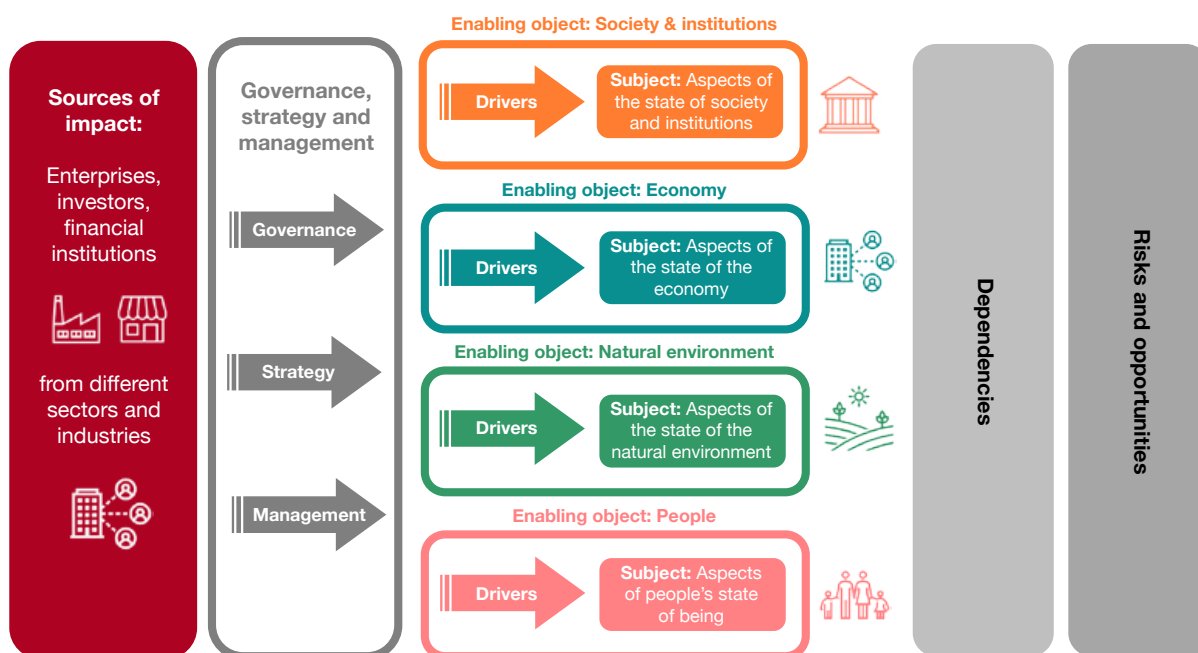 Sources of
impact:
Enterprises,
investors,
financial
institutions
from different
sectors and
industries
Governance,
strategy and
management
Governance
Strategy
Management
Enabling object: Society & institutions
Drivers
Subject: Aspects of
the state of society
and institutions
Enabling object: Economy
Drivers
Subject: Aspects of
the state of the
economy
Enabling object: Natural environment
Drivers
Subject: Aspects of
the state of the
natural environment
Enabling object: People
Drivers
Subject: Aspects
of people's state
of being
Dependencies
Risks and opportunities